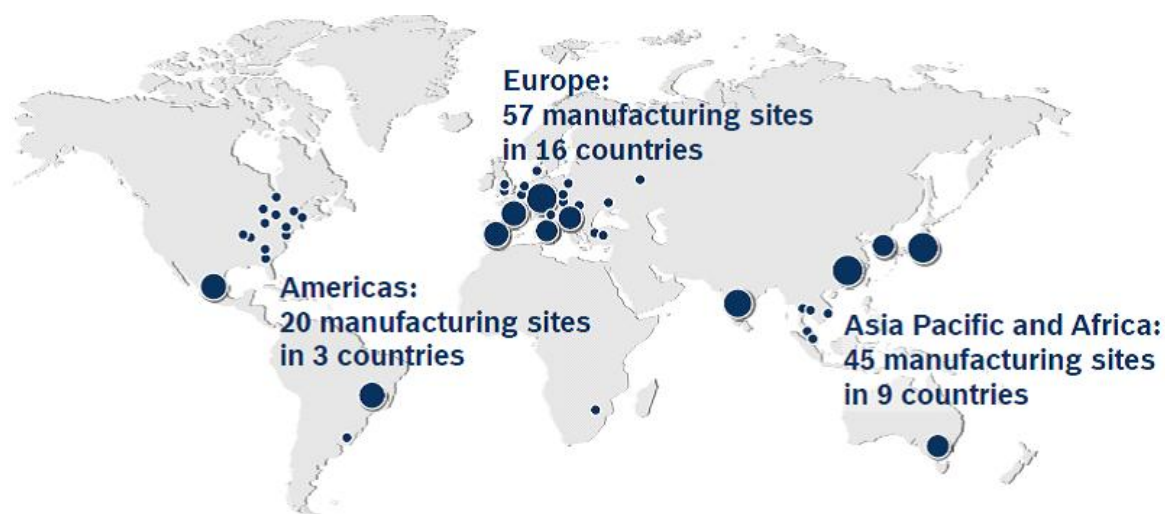 Europe:
57 manufacturing sites
in 16 countries
Americas:
20 manufacturing sites
in 3 countries
Asia Pacific and Africa:
45 manufacturing sites
in 9 countries